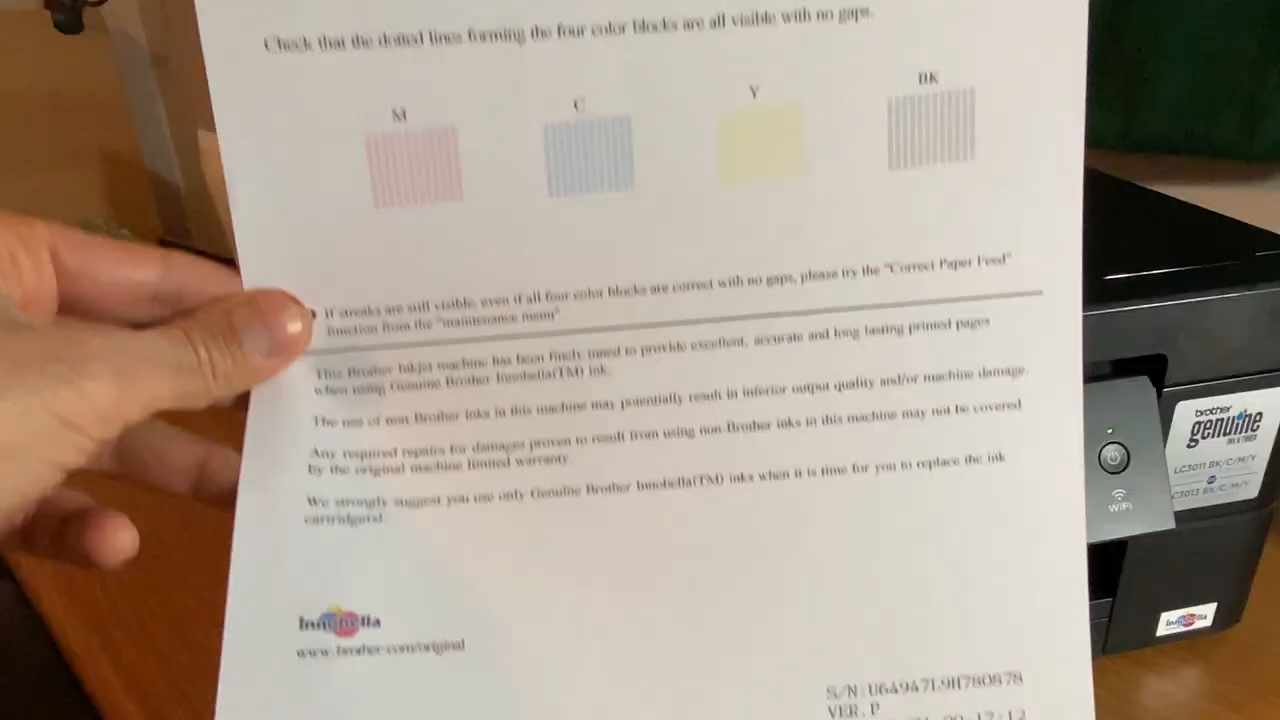 Check that the dotted lines forming the four color blocks are all visible with no gaps.
M C Y BK
If streaks are still visible, even if all four color blocks are correct with no gaps, please try the "Correct Paper Feed"
function from the "maintenance menu"
This Brother Inkjet machine has been finely tuned to provide excellent, accurate and long lasting printed pages
when using Genuine Brother Innobella(TM) ink.
The use of non Brother inks in this machine may potentially result in inferior output quality and/or machine damage.
Any required repairs for damages proven to result from using non-Brother inks in this machine may not be covered
by the original machine limited warranty.
We strongly suggest you use only Genuine Brother Innobella(TM) inks when it is time for you to replace the ink
Innobella
www.brother.com/original
S/N:U64947L9H780878
VER.P
brother
genuine
INK & TONER
LC3011 BK/C/M/Y
LC3013 BK/C/M/Y
WiFi
Innobella